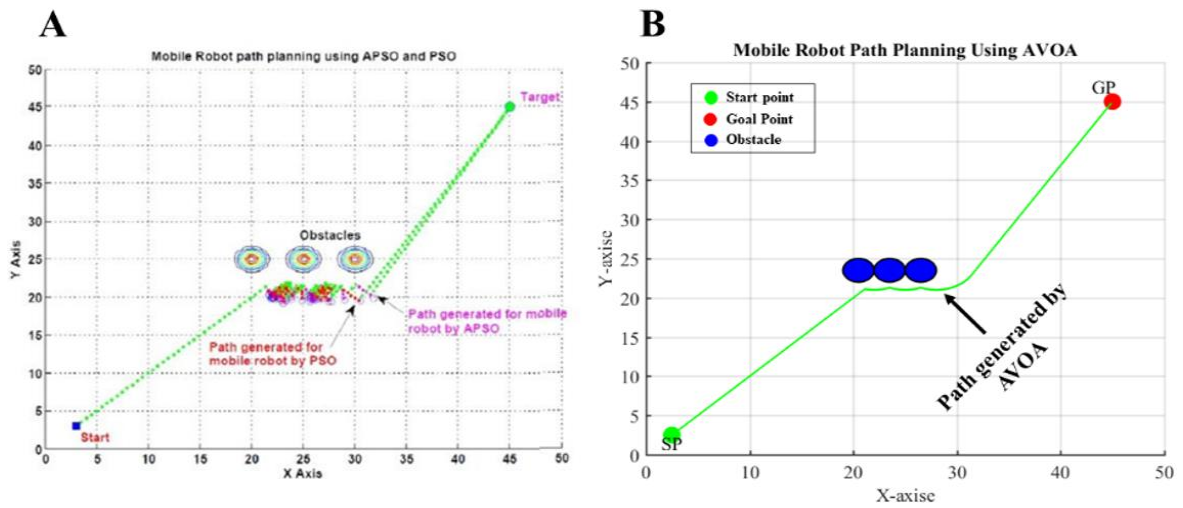 A
Mobile Robot path planning using APSO and PSO
50
45
40
35
30
25
20
15
10
5
0
Y Axis
Target
Obstacles
Path generated for mobile
robot by APSO
Path generated for
mobile robot by PSO
Start
0 5 10 15 20 25 30 35 40 45 50
X Axis
B
Mobile Robot Path Planning Using AVOA
50
45
40
35
30
25
20
15
10
5
0
Y-axise
Start point
Goal Point
Obstacle
GP
Path generated by
AVOA
SP
0 20 30 40 50
X-axise